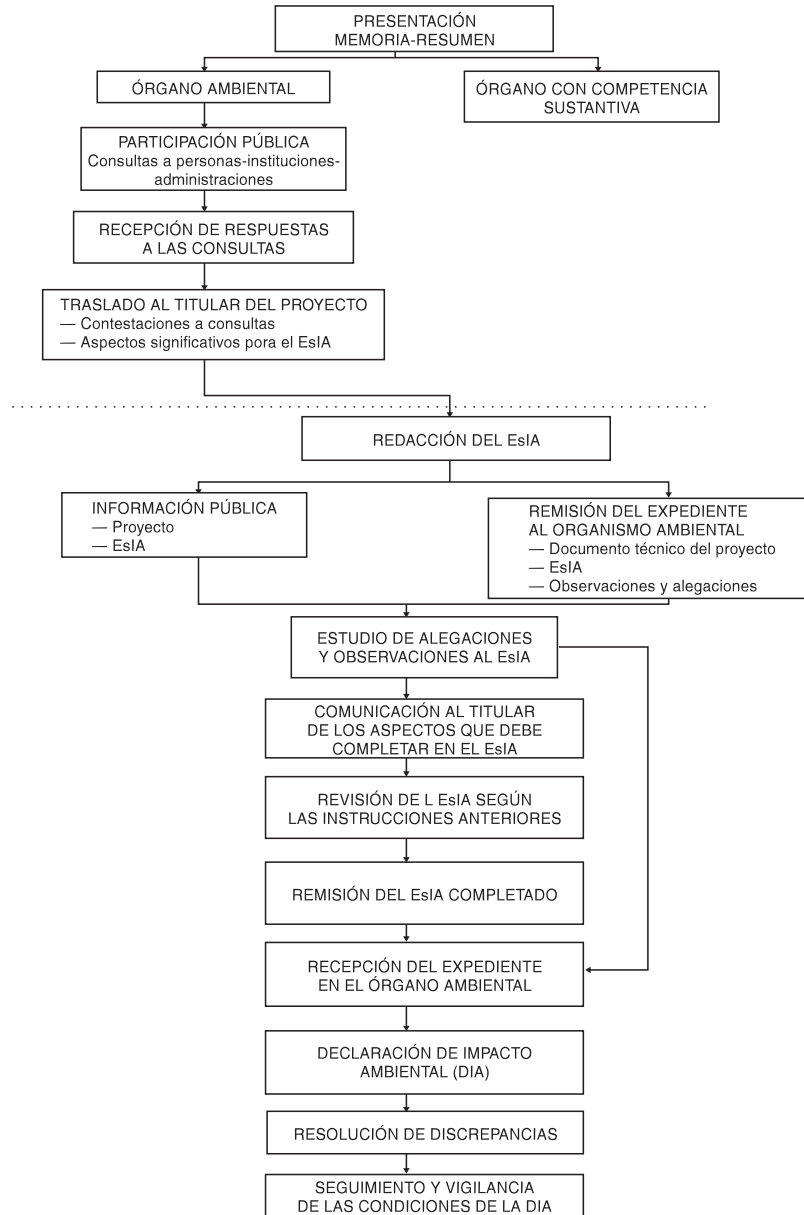 PRESENTACIÓN
MEMORIA-RESUMEN
ÓRGANO AMBIENTAL
ÓRGANO CON COMPETENCIA
SUSTANTIVA
PARTICIPACIÓN PÚBLICA
Consultas a personas-instituciones-
administraciones
RECEPCIÓN DE RESPUESTAS
A LAS CONSULTAS
TRASLADO AL TITULAR DEL PROYECTO
— Contestaciones a consultas
— Aspectos significativos pora el EsIA
REDACCIÓN DEL EsIA
INFORMACIÓN PÚBLICA
— Proyecto
— EsIA
REMISIÓN DEL EXPEDIENTE
AL ORGANISMO AMBIENTAL
— Documento técnico del proyecto
— EsIA
— Observaciones y alegaciones
ESTUDIO DE ALEGACIONES
Y OBSERVACIONES AL EsIA
COMUNICACIÓN AL TITULAR
DE LOS ASPECTOS QUE DEBE
COMPLETAR EN EL EsIA
REVISIÓN DE L EsIA SEGÚN
LAS INSTRUCCIONES ANTERIORES
REMISIÓN DEL EsIA COMPLETADO
RECEPCIÓN DEL EXPEDIENTE
EN EL ÓRGANO AMBIENTAL
DECLARACIÓN DE IMPACTO
AMBIENTAL (DIA)
RESOLUCIÓN DE DISCREPANCIAS
SEGUIMIENTO Y VIGILANCIA
DE LAS CONDICIONES DE LA DIA